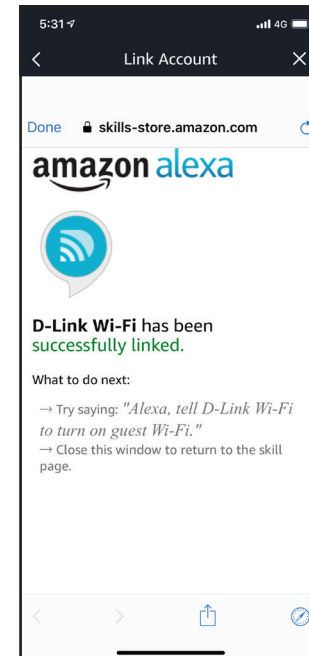 5:31 4G
Link Account
Done skills-store.amazon.com
amazon alexa
D-Link Wi-Fi has been
successfully linked.
What to do next:
→ Try saying: "Alexa, tell D-Link Wi-Fi
to turn on guest Wi-Fi."
→ Close this window to return to the skill
page.